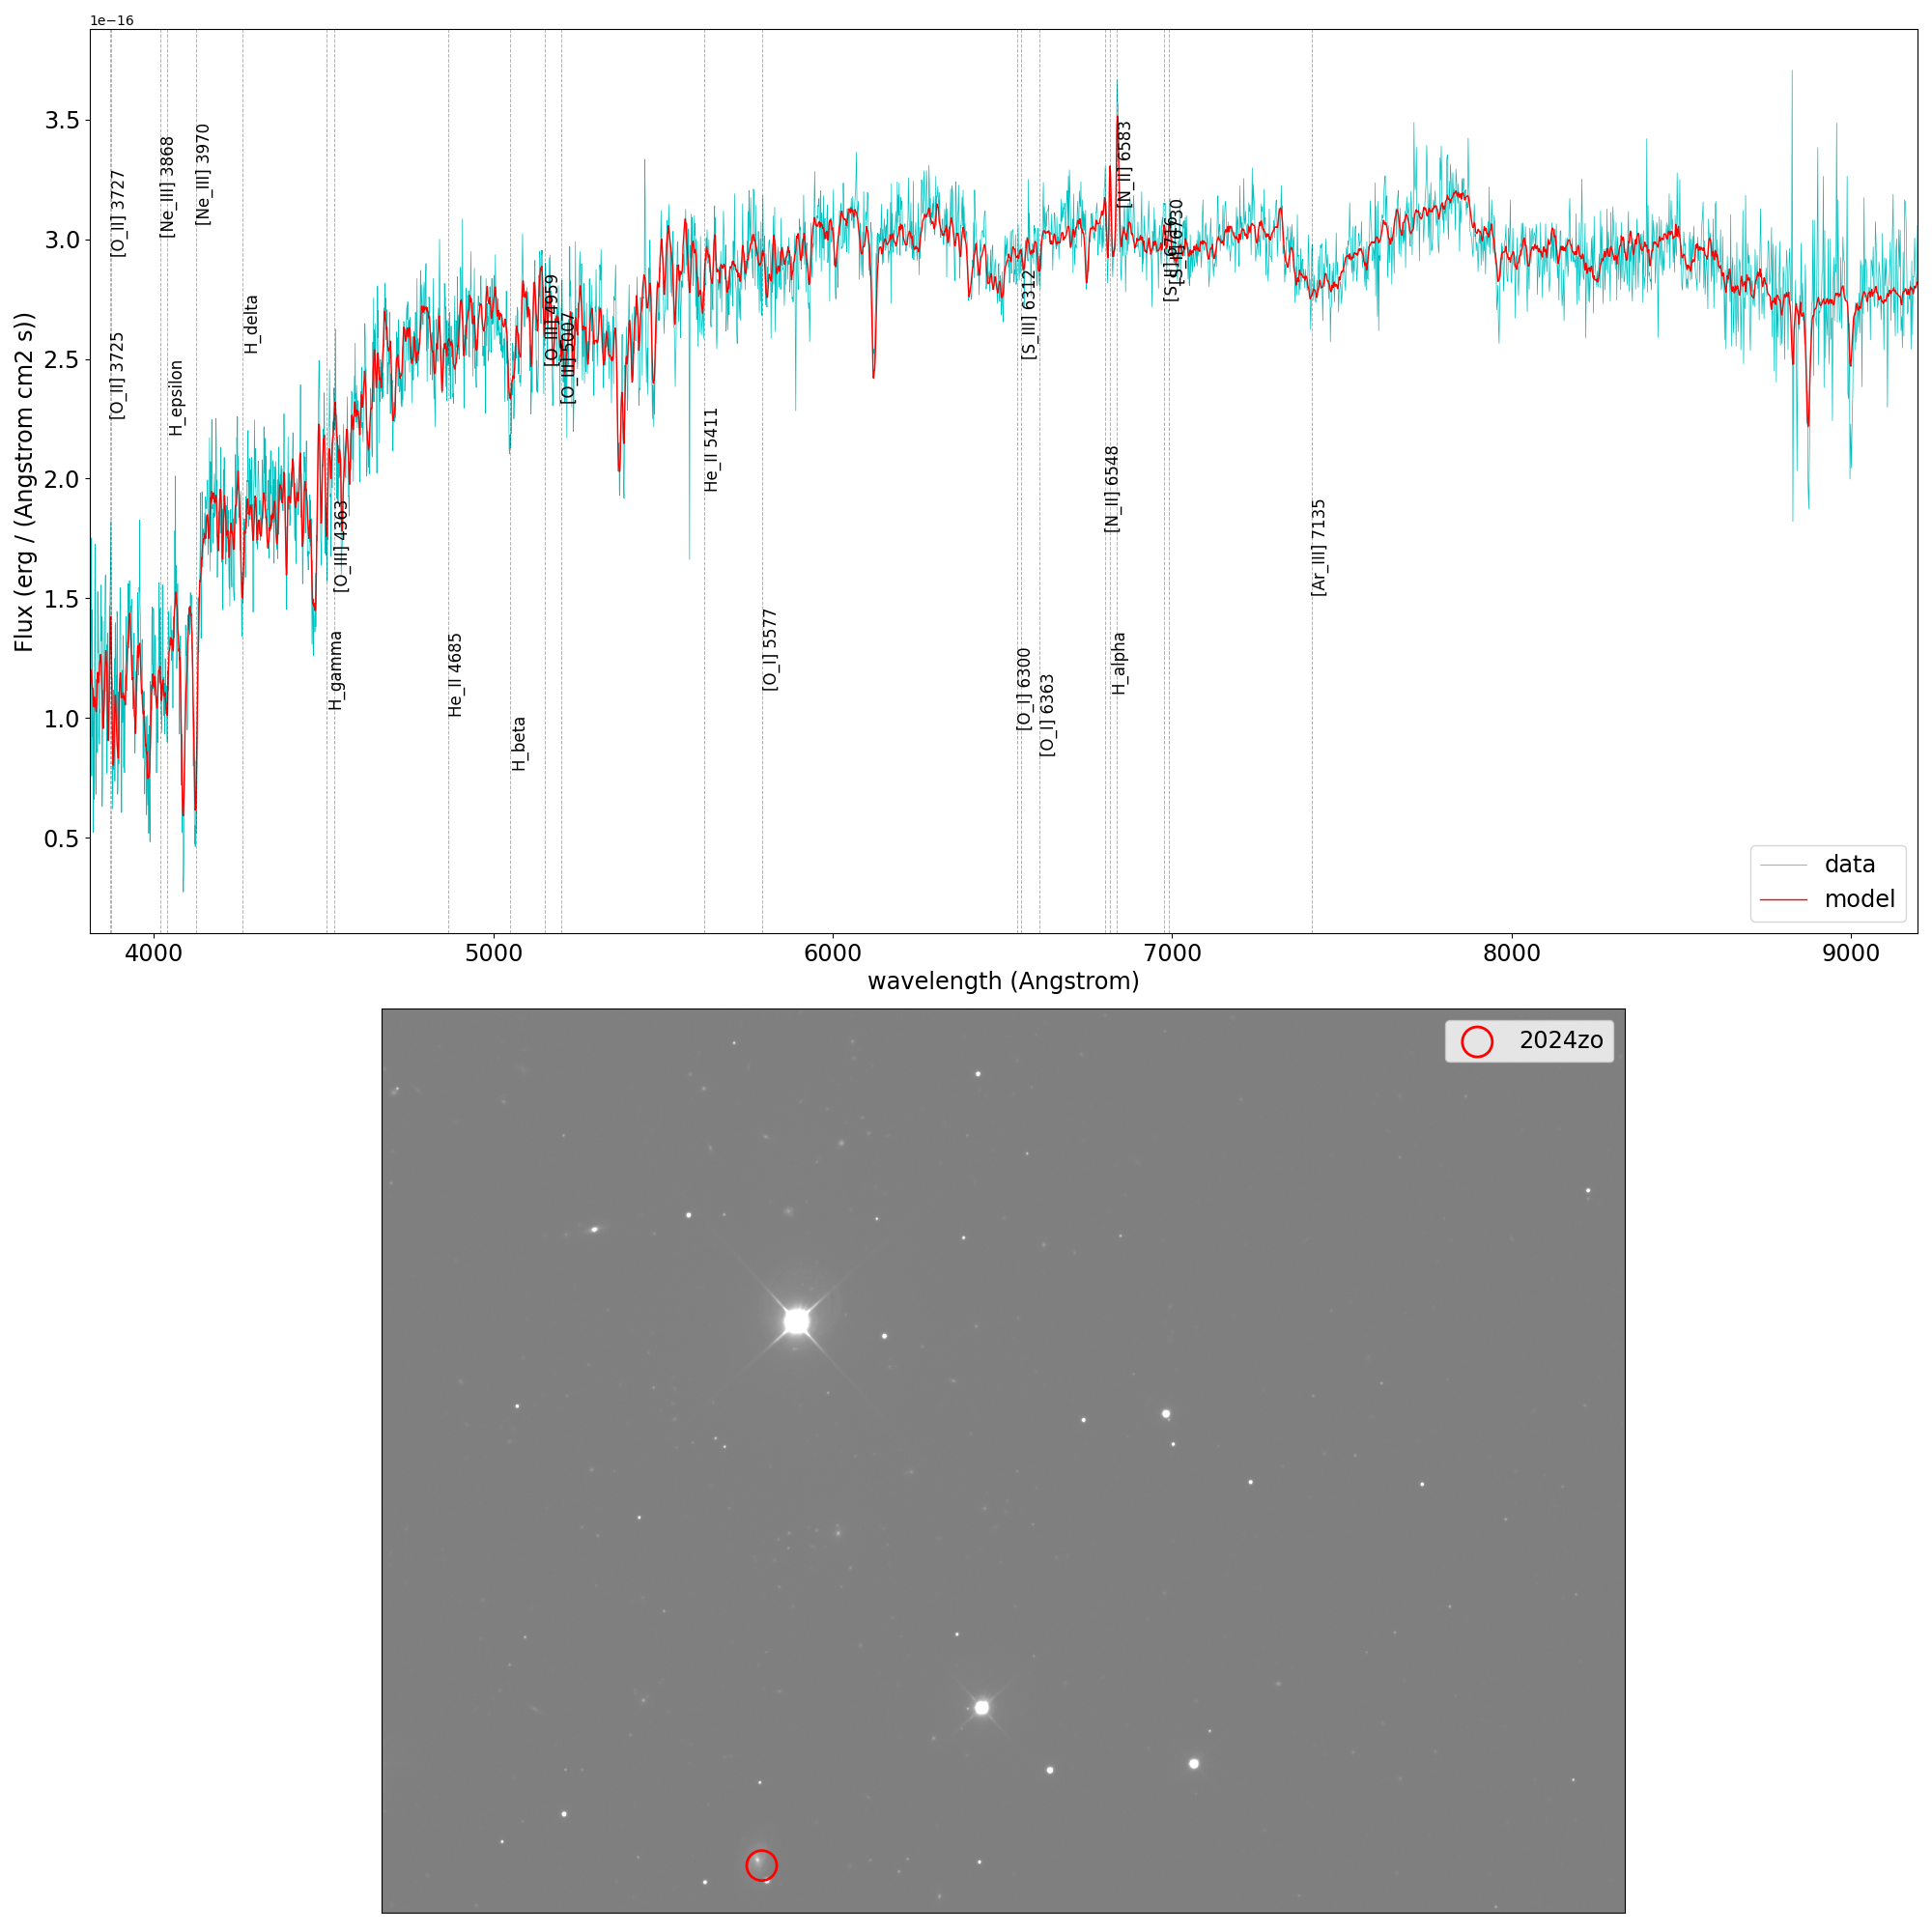 1e−16
3.5
3.0
2.5
2.0
1.5
1.0
0.5
Flux (erg / (Angstrom cm2 s))
[O_II] 3725
[O_II] 3727
[Ne_III] 3868
H_epsilon
[Ne_III] 3970
H_delta
H_gamma
[O_III] 4363
He_II 4685
H_beta
[O_III] 4959
[O_III] 5007
He_II 5411
[O_I] 5577
[O_I] 6300
[S_III] 6312
[O_I] 6363
[N_II] 6548
H_alpha
[N_II] 6583
[Ar_III] 7135
data
model
4000 5000 6000 7000 8000 9000
wavelength (Angstrom)
2024zo